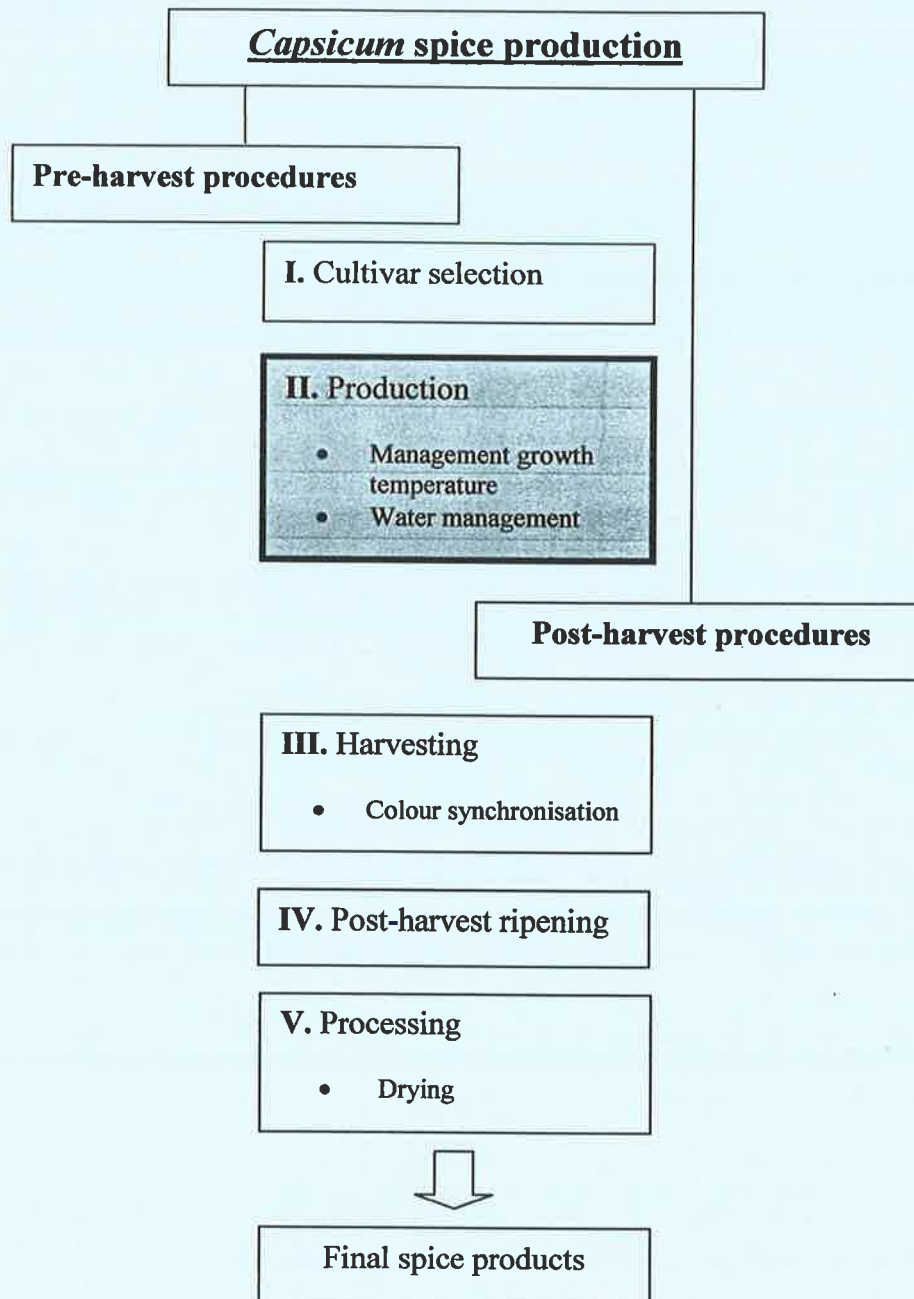 Capsicum spice production
Pre-harvest procedures
I. Cultivar selection
II. Production
• Management growth
temperature
• Water management
Post-harvest procedures
III. Harvesting
• Colour synchronisation
IV. Post-harvest ripening
V. Processing
• Drying
Final spice products